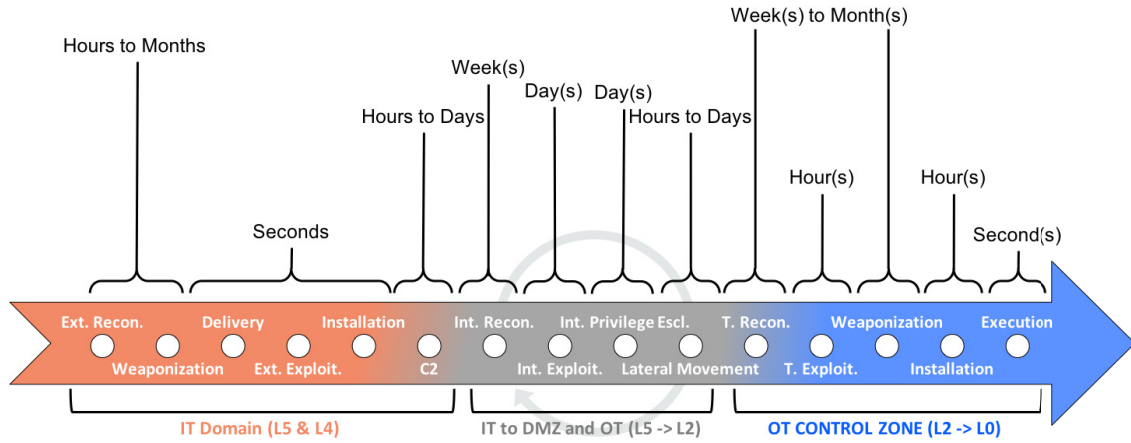 Week(s) to Month(s)
Hours to Months
Week(s)
Day(s)
Day(s)
Hours to Days
Hours to Days
Hour(s)
Hour(s)
Seconds
Second(s)
Ext. Recon.
Delivery
Installation
Int. Recon.
Int. Privilege Escl.
T. Recon.
Weaponization
Execution
Weaponization
Ext. Exploit.
C2
Int. Exploit.
Lateral Movement
T. Exploit.
Installation
IT Domain (L5 & L4)
IT to DMZ and OT (L5 -> L2)
OT CONTROL ZONE (L2 -> L0)